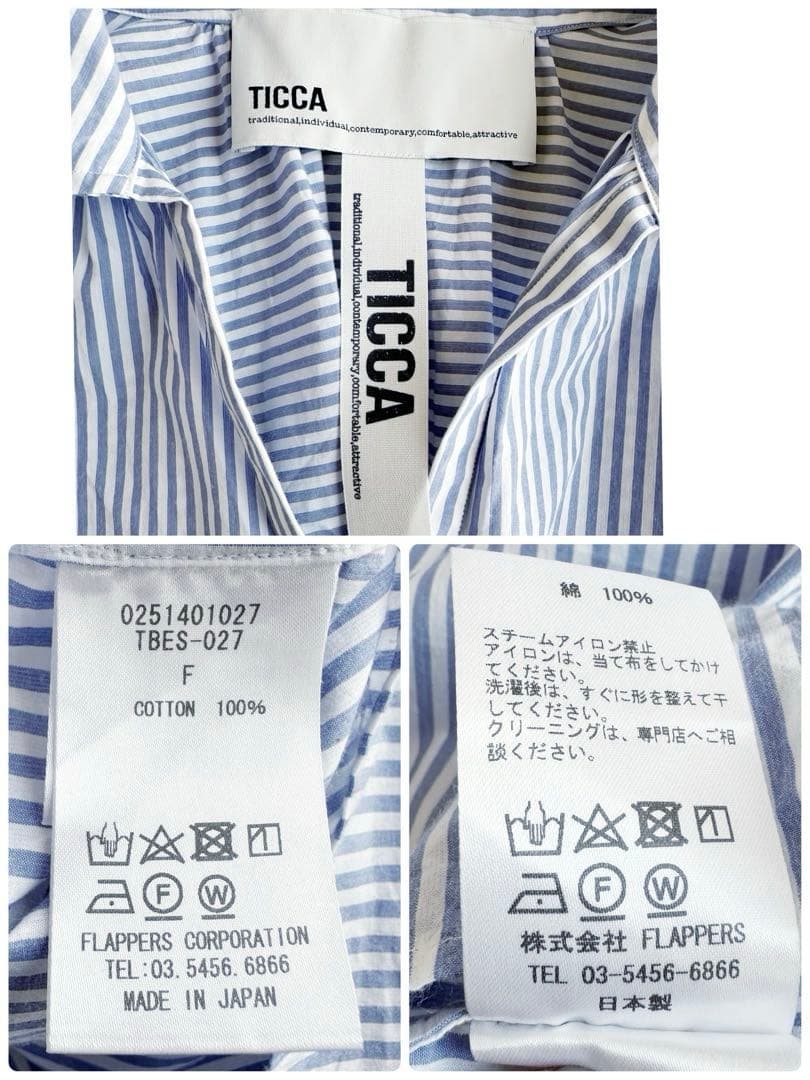 TICCA
traditional,individual,contemporary,comfortable,attractive
TICCA
traditional,individual,contemporary,comfortable,attractive
0251401027
TBES-027
F
COTTON 100%
F W
FLAPPERS CORPORATION
TEL:03.5456.6866
MADE IN JAPAN
綿 100%
スチームアイロン禁止
アイロンは、当て布をしてかけ
てください。
洗濯後は、すぐに形を整えて干
してください。
クリーニングは、専門店へご相
談ください。
F W
株式会社 FLAPPERS
TEL 03-5456-6866
日本製